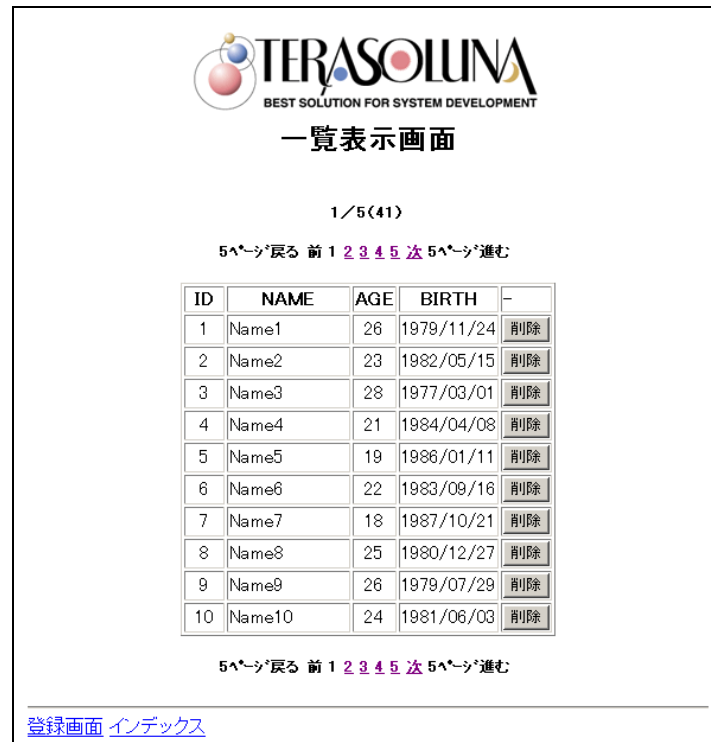 TERASOLUNA
BEST SOLUTION FOR SYSTEM DEVELOPMENT
一覧表示画面
1／5(41)
5ﾍﾟｰｼﾞ戻る 前 1 2 3 4 5 次 5ﾍﾟｰｼﾞ進む
ID NAME AGE BIRTH -
1 Name1 26 1979/11/24 削除
2 Name2 23 1982/05/15 削除
3 Name3 28 1977/03/01 削除
4 Name4 21 1984/04/08 削除
5 Name5 19 1986/01/11 削除
6 Name6 22 1983/09/16 削除
7 Name7 18 1987/10/21 削除
8 Name8 25 1980/12/27 削除
9 Name9 26 1979/07/29 削除
10 Name10 24 1981/06/03 削除
5ﾍﾟｰｼﾞ戻る 前 1 2 3 4 5 次 5ﾍﾟｰｼﾞ進む
登録画面 インデックス